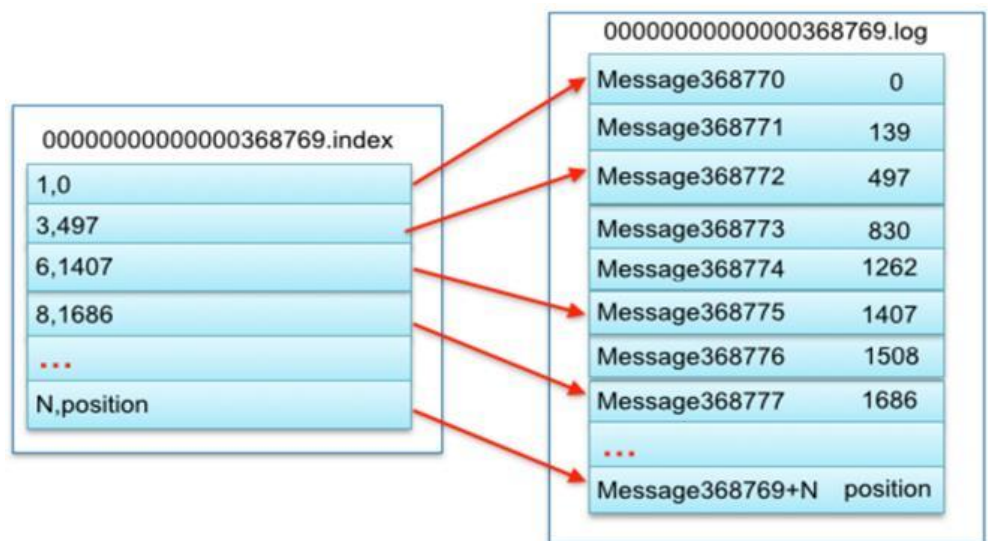 00000000000000368769.index
1,0
3,497
6,1407
8,1686
...
N,position
00000000000000368769.log
Message368770 0
Message368771 139
Message368772 497
Message368773 830
Message368774 1262
Message368775 1407
Message368776 1508
Message368777 1686
...
Message368769+N position